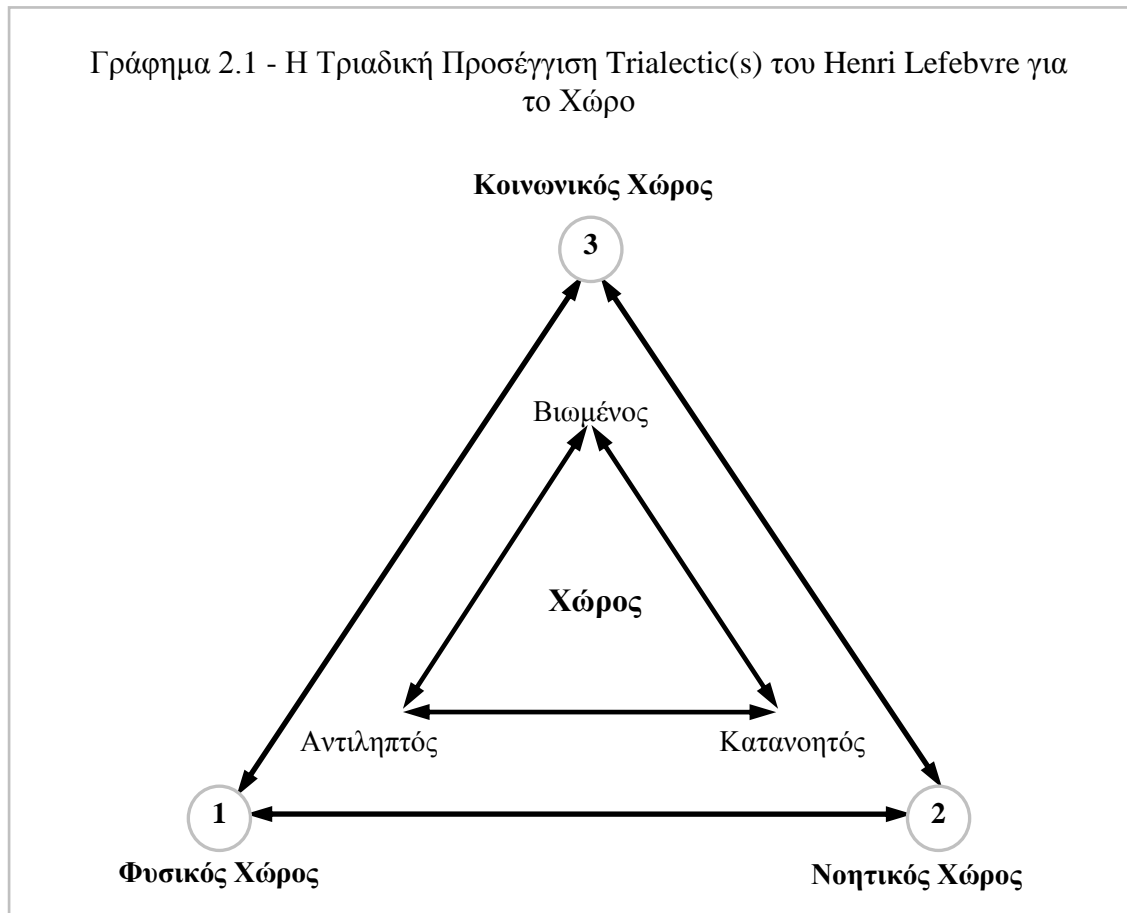 Γράφημα 2.1 - Η Τριαδική Προσέγγιση Trialectic(s) του Henri Lefebvre για
το Χώρο
Κοινωνικός Χώρος
3
Βιωμένος
Χώρος
Αντιληπτός
Κατανοητός
1
2
Φυσικός Χώρος
Νοητικός Χώρος